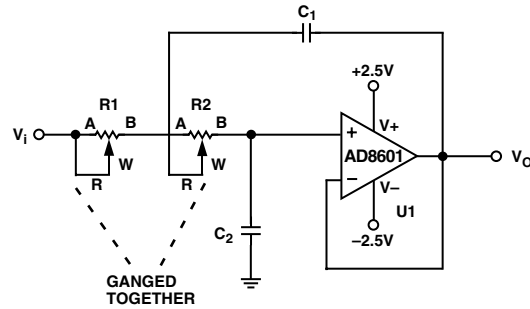 C1
+2.5V
R1
R2
A
B
A
B
Vi
+
V+
AD8601
VO
W
W
−
V−
R
R
U1
C2
−2.5V
GANGED
TOGETHER